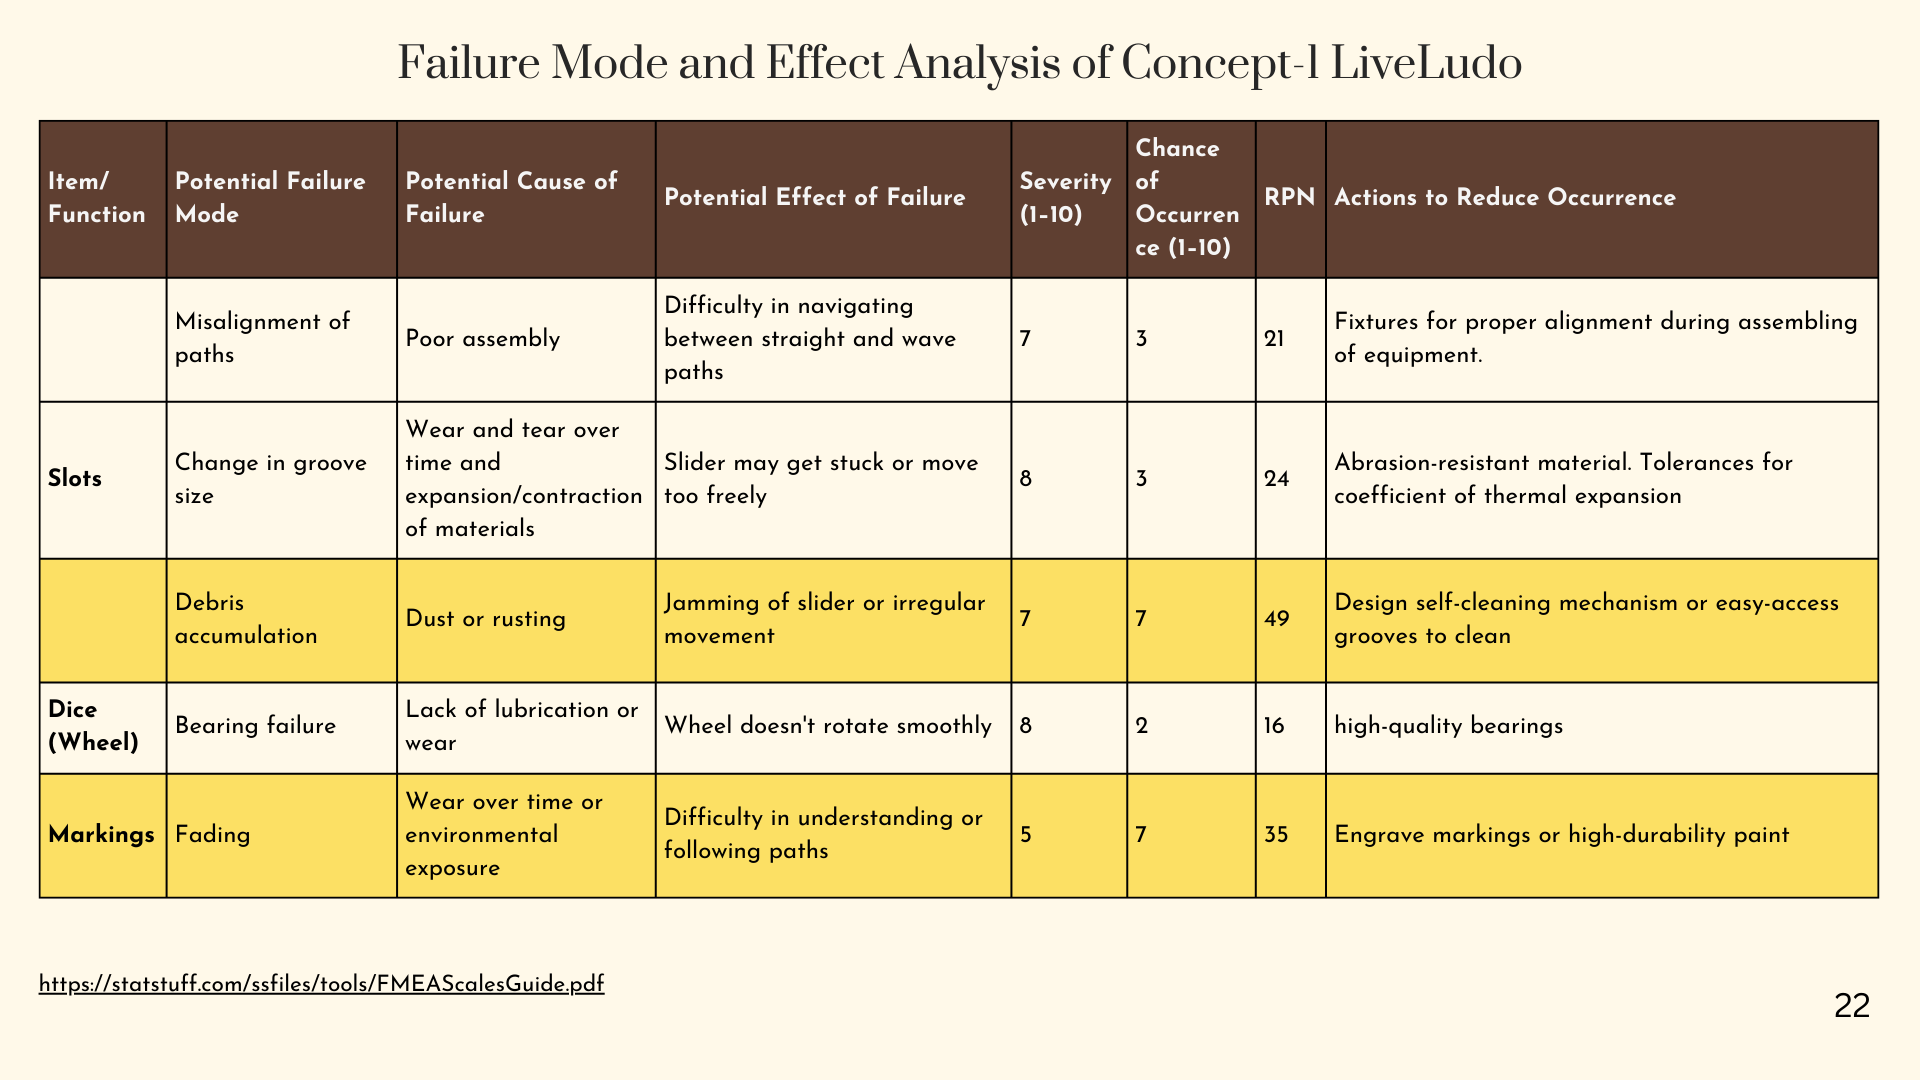 Failure Mode and Effect Analysis of Concept-1 LiveLudo
Item/
Function
Potential Failure
Mode
Potential Cause of
Failure
Potential Effect of Failure
Severity
(1-10)
Chance
of
Occurren
ce (1-10)
RPN
Actions to Reduce Occurrence
Misalignment of
paths
Poor assembly
Difficulty in navigating
between straight and wave
paths
7
3
21
Fixtures for proper alignment during assembling
of equipment.
Slots
Change in groove
size
Wear and tear over
time and
expansion/contraction
of materials
Slider may get stuck or move
too freely
8
3
24
Abrasion-resistant material. Tolerances for
coefficient of thermal expansion
Debris
accumulation
Dust or rusting
Jamming of slider or irregular
movement
7
7
49
Design self-cleaning mechanism or easy-access
grooves to clean
Dice
(Wheel)
Bearing failure
Lack of lubrication or
wear
Wheel doesn't rotate smoothly
8
2
16
high-quality bearings
Markings
Fading
Wear over time or
environmental
exposure
Difficulty in understanding or
following paths
5
7
35
Engrave markings or high-durability paint
https://statstuff.com/ssfiles/tools/FMEAScalesGuide.pdf
22